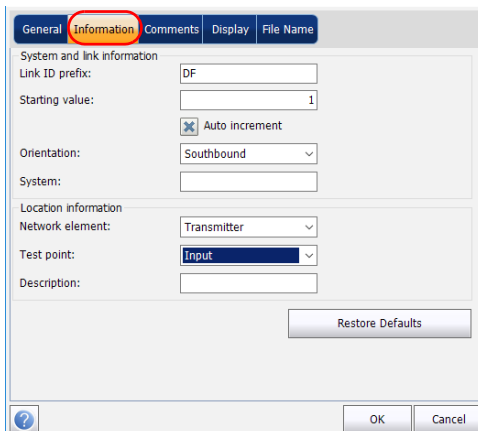 General Information Comments Display File Name
System and link information
Link ID prefix: DF
Starting value: 1
Auto increment
Orientation: Southbound
System:
Location information
Network element: Transmitter
Test point: Input
Description:
Restore Defaults
? OK Cancel